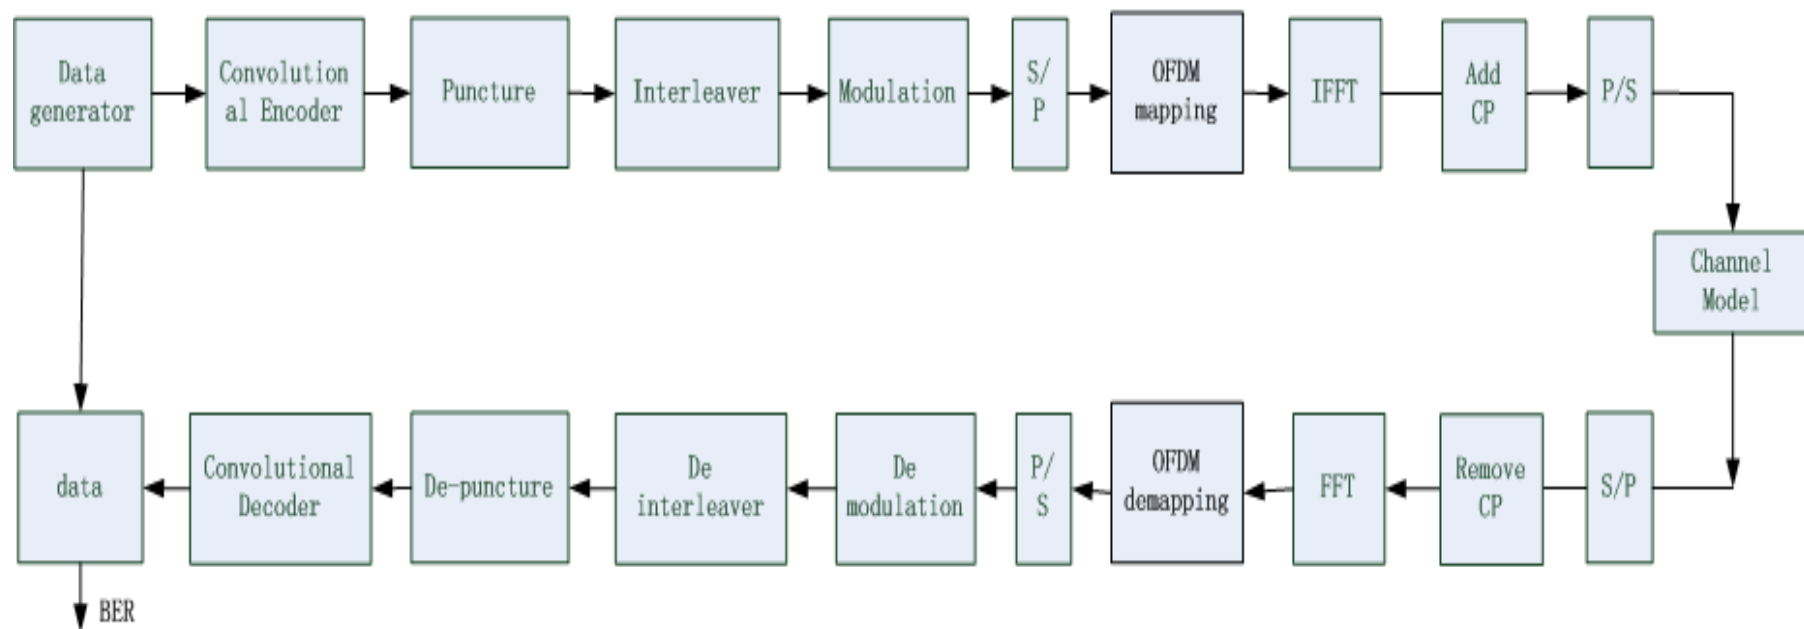 Data
generator
Convolution
al Encoder
Puncture
Interleaver
Modulation
S/
P
OFDM
mapping
IFFT
Add
CP
P/S
Channel
Model
data
Convolutional
Decoder
De-puncture
De
interleaver
De
modulation
P/
S
OFDM
demapping
FFT
Remove
CP
S/P
BER